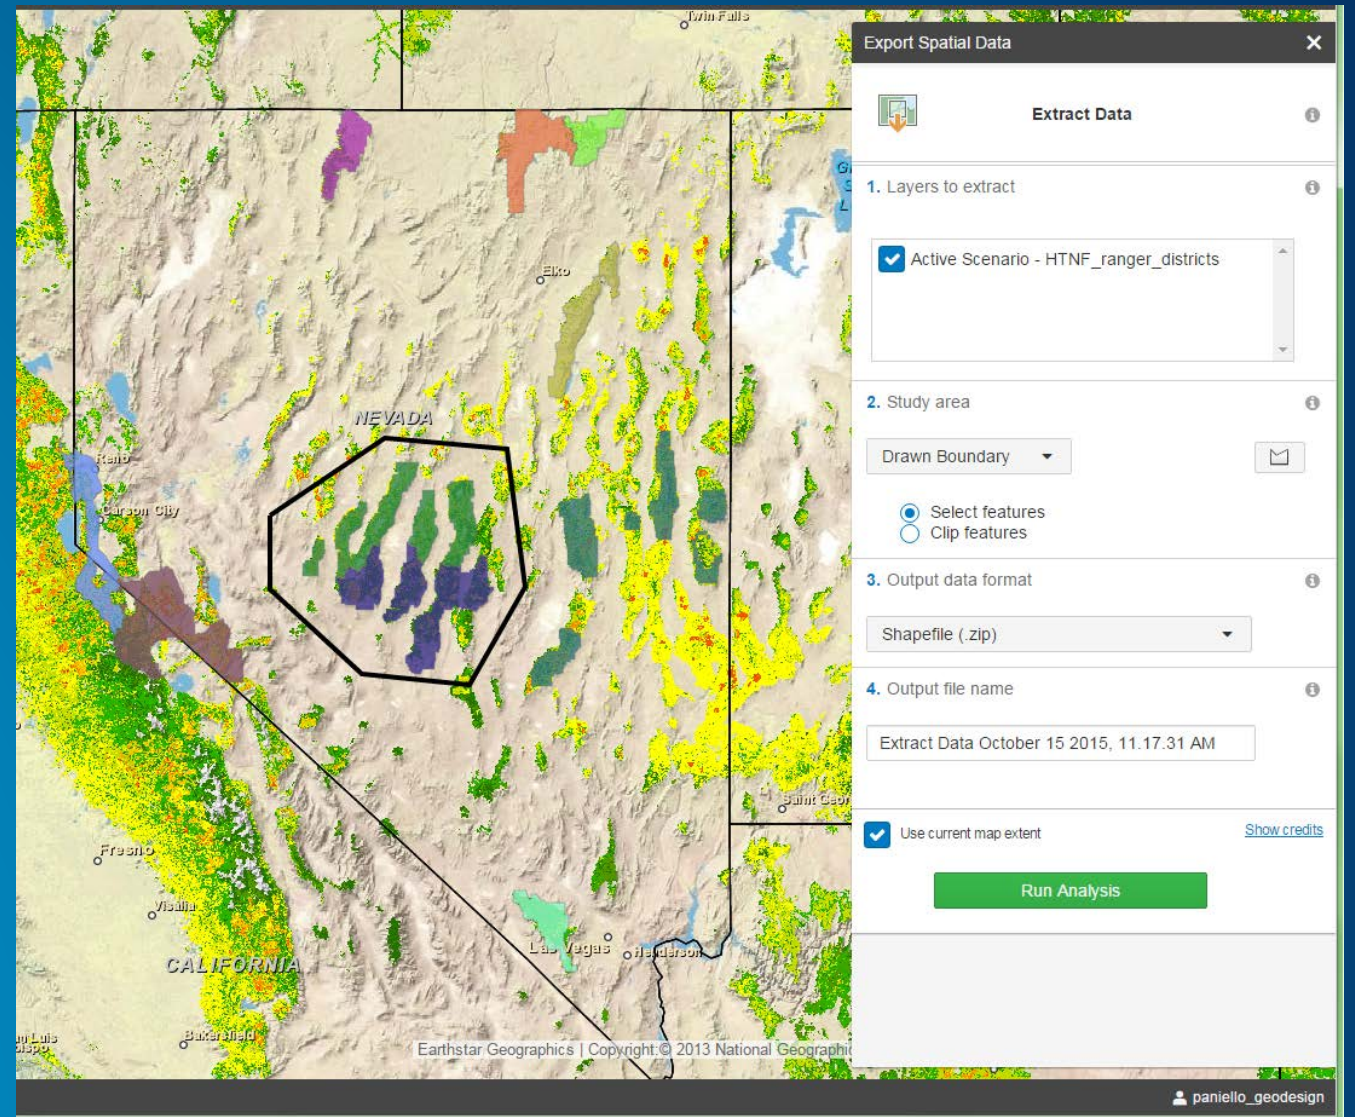 Twin Falls
Export Spatial Data
Extract Data
1. Layers to extract
Active Scenario - HTNF_ranger_districts
Elko
2. Study area
NEVADA
Drawn Boundary
Reno
Carson City
Select features
Clip features
3. Output data format
Shapefile (.zip)
4. Output file name
Extract Data October 15 2015, 11.17.31 AM
Use current map extent
Show credits
Run Analysis
Fresno
Visalia
Las Vegas
Henderson
CALIFORNIA
Bakersfield
Earthstar Geographics | Copyright:© 2013 National Geographic
paniello_geodesign